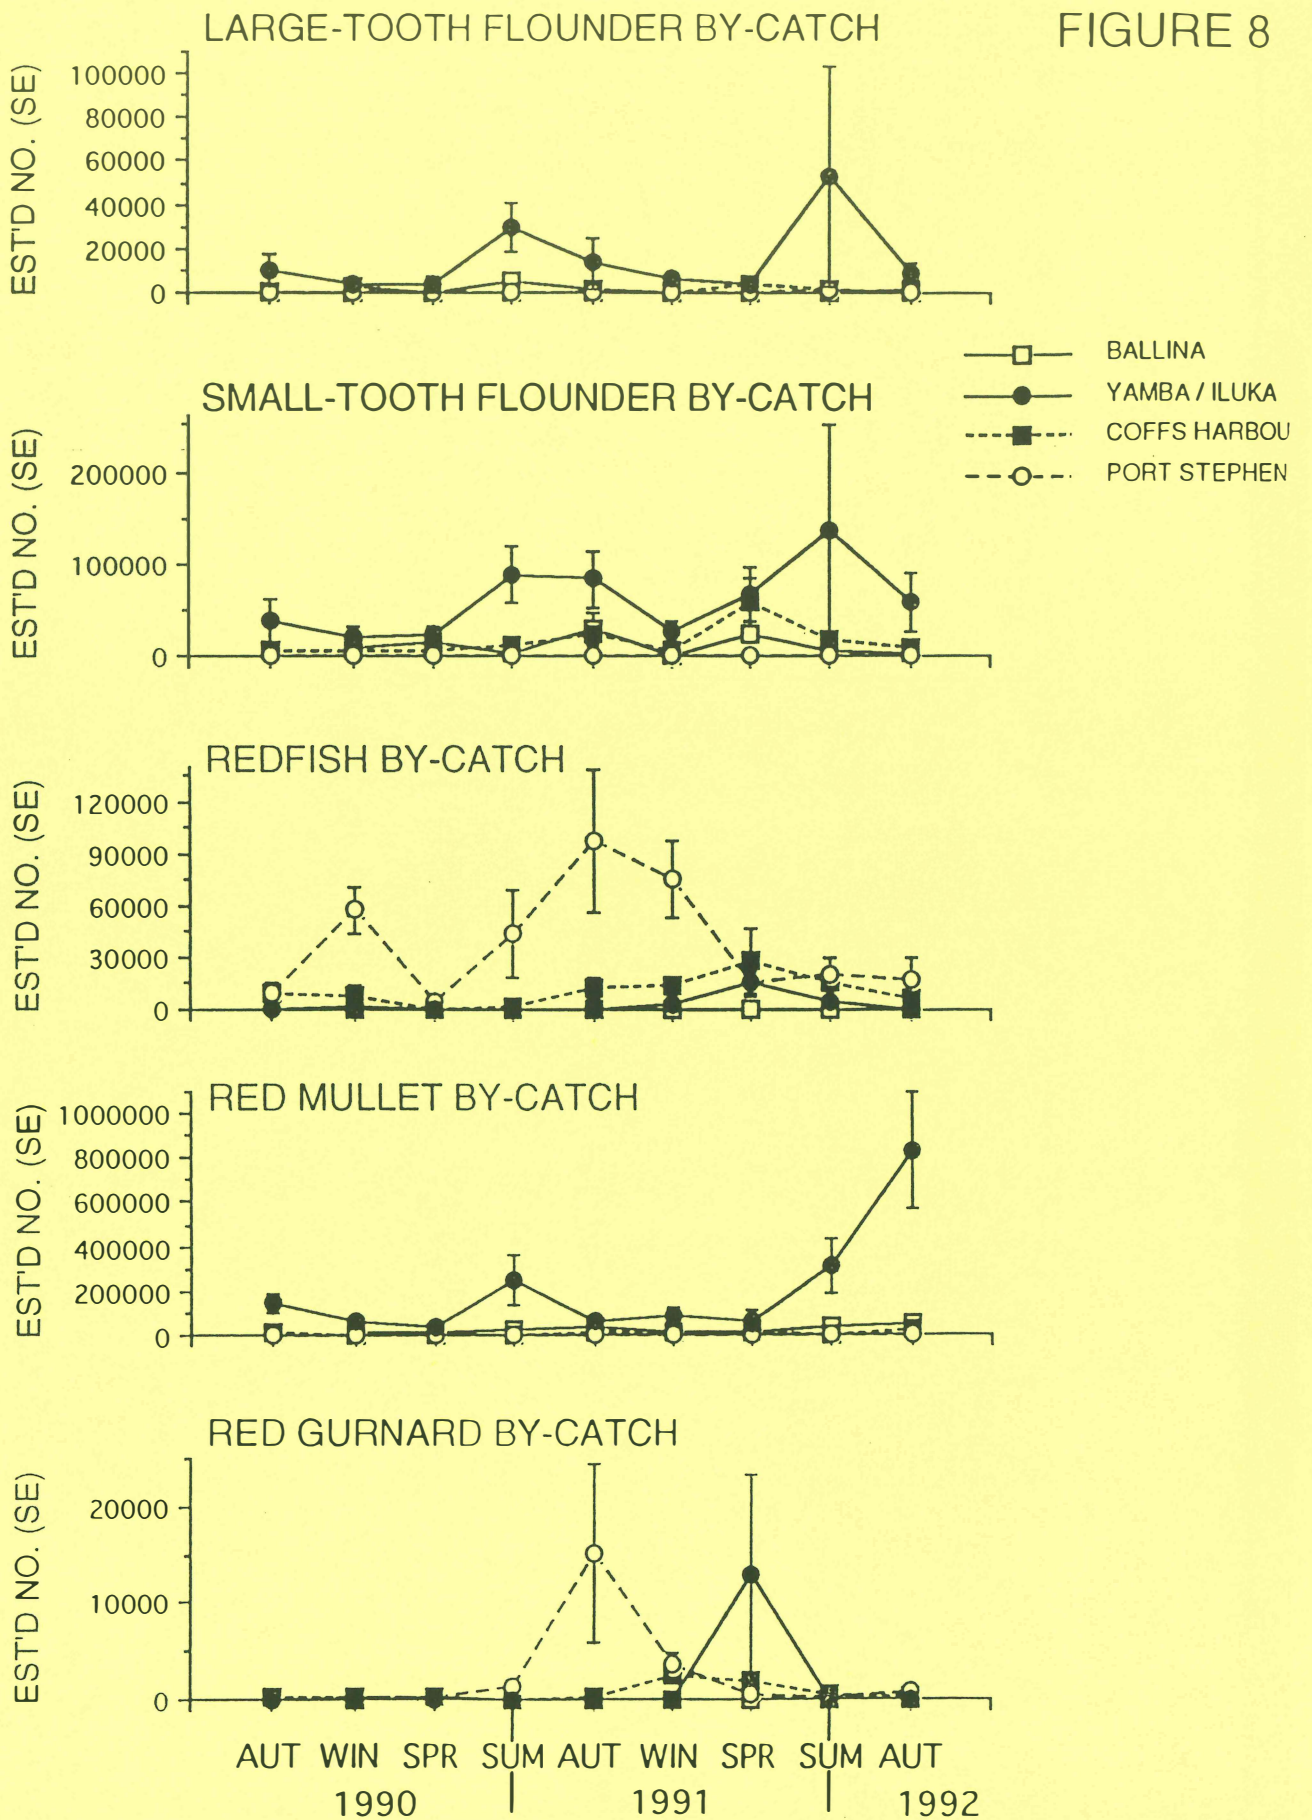 LARGE-TOOTH FLOUNDER BY-CATCH
FIGURE 8
EST'D NO. (SE)
100000
80000
60000
40000
20000
0
BALLINA
YAMBA / ILUKA
COFFS HARBOU
PORT STEPHEN
SMALL-TOOTH FLOUNDER BY-CATCH
EST'D NO. (SE)
200000
100000
0
REDFISH BY-CATCH
EST'D NO. (SE)
120000
90000
60000
30000
0
RED MULLET BY-CATCH
EST'D NO. (SE)
1000000
800000
600000
400000
200000
0
RED GURNARD BY-CATCH
EST'D NO. (SE)
20000
10000
0
AUT WIN SPR SUM AUT WIN SPR SUM AUT
1990 1991 1992